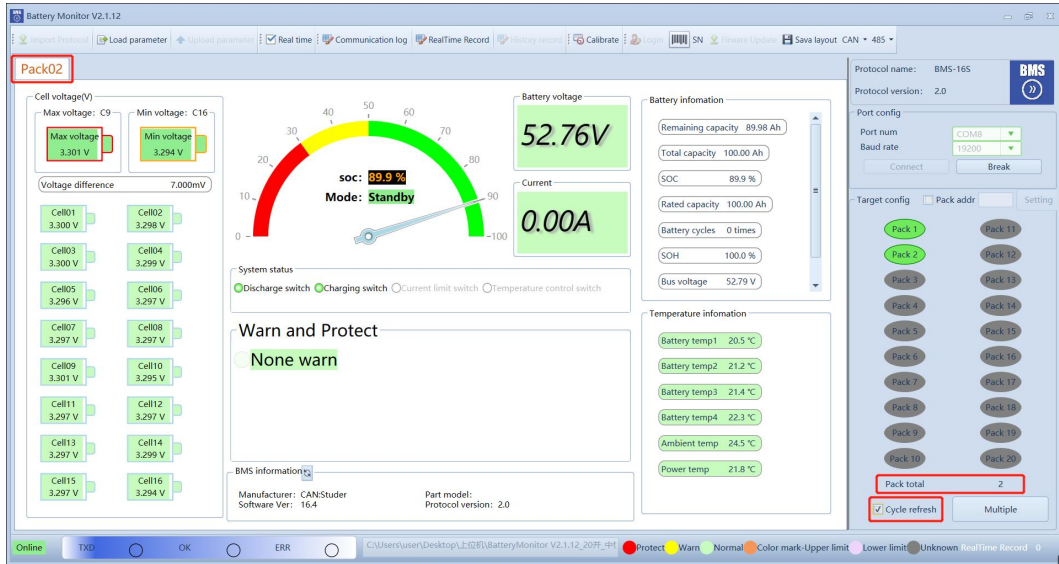 Battery Monitor V2.1.12
Import Protocol Load parameter Upload parameter Real time Communication log RealTime Record History record Calibrate Login SN Firware Update Sava layout CAN 485
Pack02
Cell voltage(V)
Max voltage: C9 Min voltage: C16
Max voltage
3.301 V
Min voltage
3.294 V
Voltage difference 7.000mV
Cell01
3.300 V
Cell02
3.298 V
Cell03
3.300 V
Cell04
3.299 V
Cell05
3.296 V
Cell06
3.297 V
Cell07
3.297 V
Cell08
3.297 V
Cell09
3.301 V
Cell10
3.295 V
Cell11
3.297 V
Cell12
3.297 V
Cell13
3.297 V
Cell14
3.299 V
Cell15
3.297 V
Cell16
3.294 V
0
10
20
30
40
50
60
70
80
90
100
soc: 89.9 %
Mode: Standby
Battery voltage
52.76V
Current
0.00A
System status
Discharge switch Charging switch Current limit switch Temperature control switch
Warn and Protect
None warn
BMS information
Manufacturer: CAN:Studer Part model:
Software Ver: 16.4 Protocol version: 2.0
Battery infomation
Remaining capacity 89.98 Ah
Total capacity 100.00 Ah
SOC 89.9 %
Rated capacity 100.00 Ah
Battery cycles 0 times
SOH 100.0 %
Bus voltage 52.79 V
Temperature infomation
Battery temp1 20.5 ℃
Battery temp2 21.2 ℃
Battery temp3 21.4 ℃
Battery temp4 22.3 ℃
Ambient temp 24.5 ℃
Power temp 21.8 ℃
Protocol name: BMS-16S
Protocol version: 2.0
BMS
Port config
Port num COM8
Baud rate 19200
Connect Break
Target config Pack addr Setting
Pack 1 Pack 11
Pack 2 Pack 12
Pack 3 Pack 13
Pack 4 Pack 14
Pack 5 Pack 15
Pack 6 Pack 16
Pack 7 Pack 17
Pack 8 Pack 18
Pack 9 Pack 19
Pack 10 Pack 20
Pack total 2
Cycle refresh Multiple
Online TXD OK ERR C:\Users\user\Desktop\上位机\BatteryMonitor V2.1.12_20开_中 Protect Warn Normal Color mark-Upper limit Lower limit Unknown RealTime Record 0